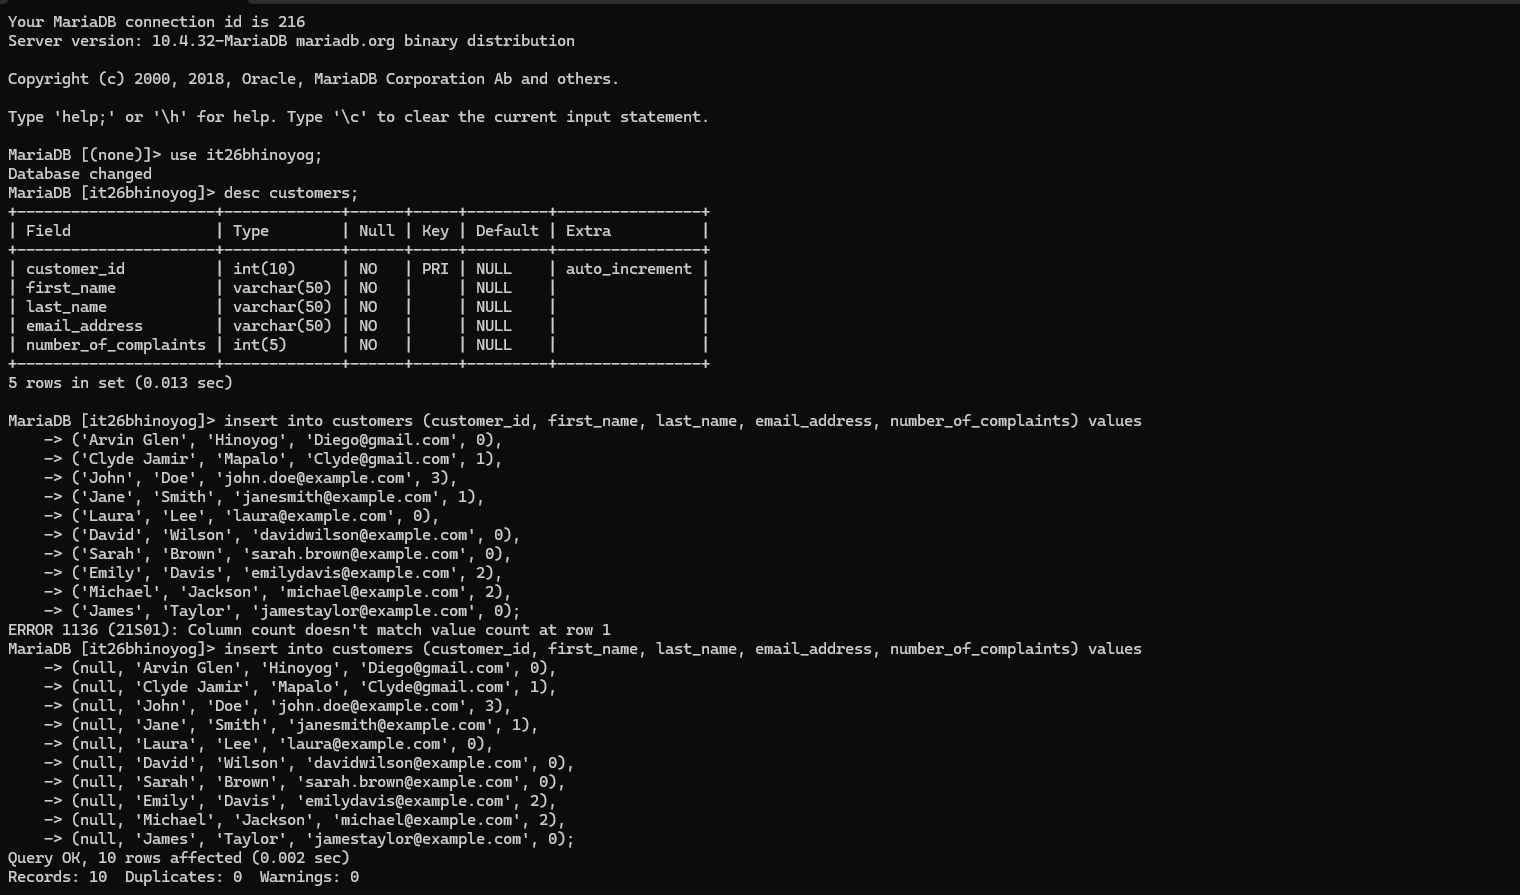 Your MariaDB connection id is 216
Server version: 10.4.32-MariaDB mariadb.org binary distribution

Copyright (c) 2000, 2018, Oracle, MariaDB Corporation Ab and others.

Type 'help;' or '\h' for help. Type '\c' to clear the current input statement.

MariaDB [(none)]> use it26bhinoyog;
Database changed
MariaDB [it26bhinoyog]> desc customers;
+----------------------+-------------+------+-----+---------+----------------+
| Field                | Type        | Null | Key | Default | Extra          |
+----------------------+-------------+------+-----+---------+----------------+
| customer_id          | int(10)     | NO   | PRI | NULL    | auto_increment |
| first_name           | varchar(50) | NO   |     | NULL    |                |
| last_name            | varchar(50) | NO   |     | NULL    |                |
| email_address        | varchar(50) | NO   |     | NULL    |                |
| number_of_complaints | int(5)      | NO   |     | NULL    |                |
+----------------------+-------------+------+-----+---------+----------------+
5 rows in set (0.013 sec)

MariaDB [it26bhinoyog]> insert into customers (customer_id, first_name, last_name, email_address, number_of_complaints) values
    -> ('Arvin Glen', 'Hinoyog', 'Diego@gmail.com', 0),
    -> ('Clyde Jamir', 'Mapalo', 'Clyde@gmail.com', 1),
    -> ('John', 'Doe', 'john.doe@example.com', 3),
    -> ('Jane', 'Smith', 'janesmith@example.com', 1),
    -> ('Laura', 'Lee', 'laura@example.com', 0),
    -> ('David', 'Wilson', 'davidwilson@example.com', 0),
    -> ('Sarah', 'Brown', 'sarah.brown@example.com', 0),
    -> ('Emily', 'Davis', 'emilydavis@example.com', 2),
    -> ('Michael', 'Jackson', 'michael@example.com', 2),
    -> ('James', 'Taylor', 'jamestaylor@example.com', 0);
ERROR 1136 (21S01): Column count doesn't match value count at row 1
MariaDB [it26bhinoyog]> insert into customers (customer_id, first_name, last_name, email_address, number_of_complaints) values
    -> (null, 'Arvin Glen', 'Hinoyog', 'Diego@gmail.com', 0),
    -> (null, 'Clyde Jamir', 'Mapalo', 'Clyde@gmail.com', 1),
    -> (null, 'John', 'Doe', 'john.doe@example.com', 3),
    -> (null, 'Jane', 'Smith', 'janesmith@example.com', 1),
    -> (null, 'Laura', 'Lee', 'laura@example.com', 0),
    -> (null, 'David', 'Wilson', 'davidwilson@example.com', 0),
    -> (null, 'Sarah', 'Brown', 'sarah.brown@example.com', 0),
    -> (null, 'Emily', 'Davis', 'emilydavis@example.com', 2),
    -> (null, 'Michael', 'Jackson', 'michael@example.com', 2),
    -> (null, 'James', 'Taylor', 'jamestaylor@example.com', 0);
Query OK, 10 rows affected (0.002 sec)
Records: 10  Duplicates: 0  Warnings: 0